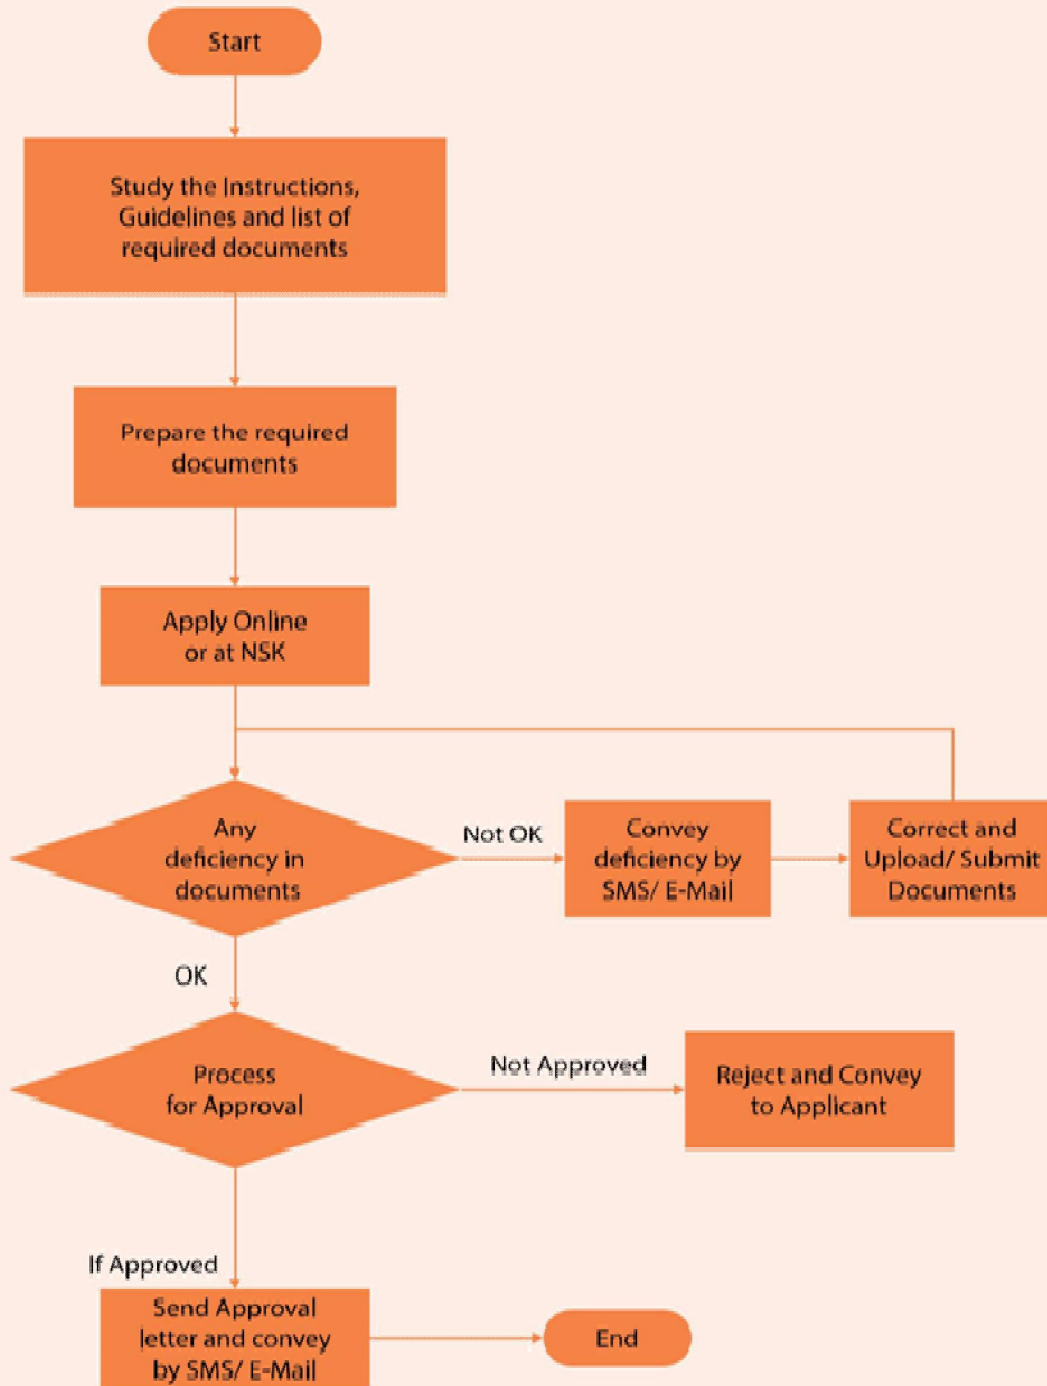 Start
Study the Instructions,
Guidelines and list of
required documents
Prepare the required
documents
Apply Online
or at NSK
Any
deficiency in
documents
Not OK
Convey
deficiency by
SMS/ E-Mail
Correct and
Upload/ Submit
Documents
OK
Process
for Approval
Not Approved
Reject and Convey
to Applicant
If Approved
Send Approval
letter and convey
by SMS/ E-Mail
End